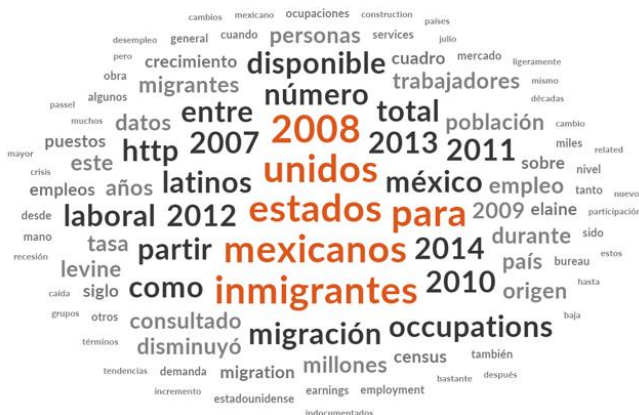 cambios mexicano ocupaciones construction países
desempleo general cuando personas services julio
pero crecimiento disponible cuadro mercado ligeramente
obra migrantes número trabajadores mismo
algunos entre total décadas
passel datos 2008 población
muchos 2007 2013 cambio
puestos http 2011 miles related
mayor este unidos sobre nivel
crisis latinos méxico
empleos años empleo tanto nuevo
desde laboral 2012 estados para 2009 elaine participación
mano tasa partir mexicanos 2014 durante sido
recesión país bureau estos
levine 2010
caída siglo como inmigrantes origen hasta
grupos otros consultado baja
términos disminuyó migración occupations
tendencias demanda migration millones census también
bastante después
incremento estadounidense earnings employment
indocumentados